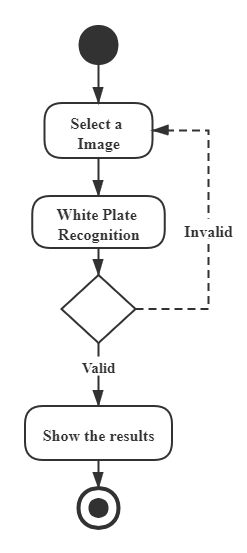 Select a
Image
White Plate
Recognition
Invalid
Valid
Show the results